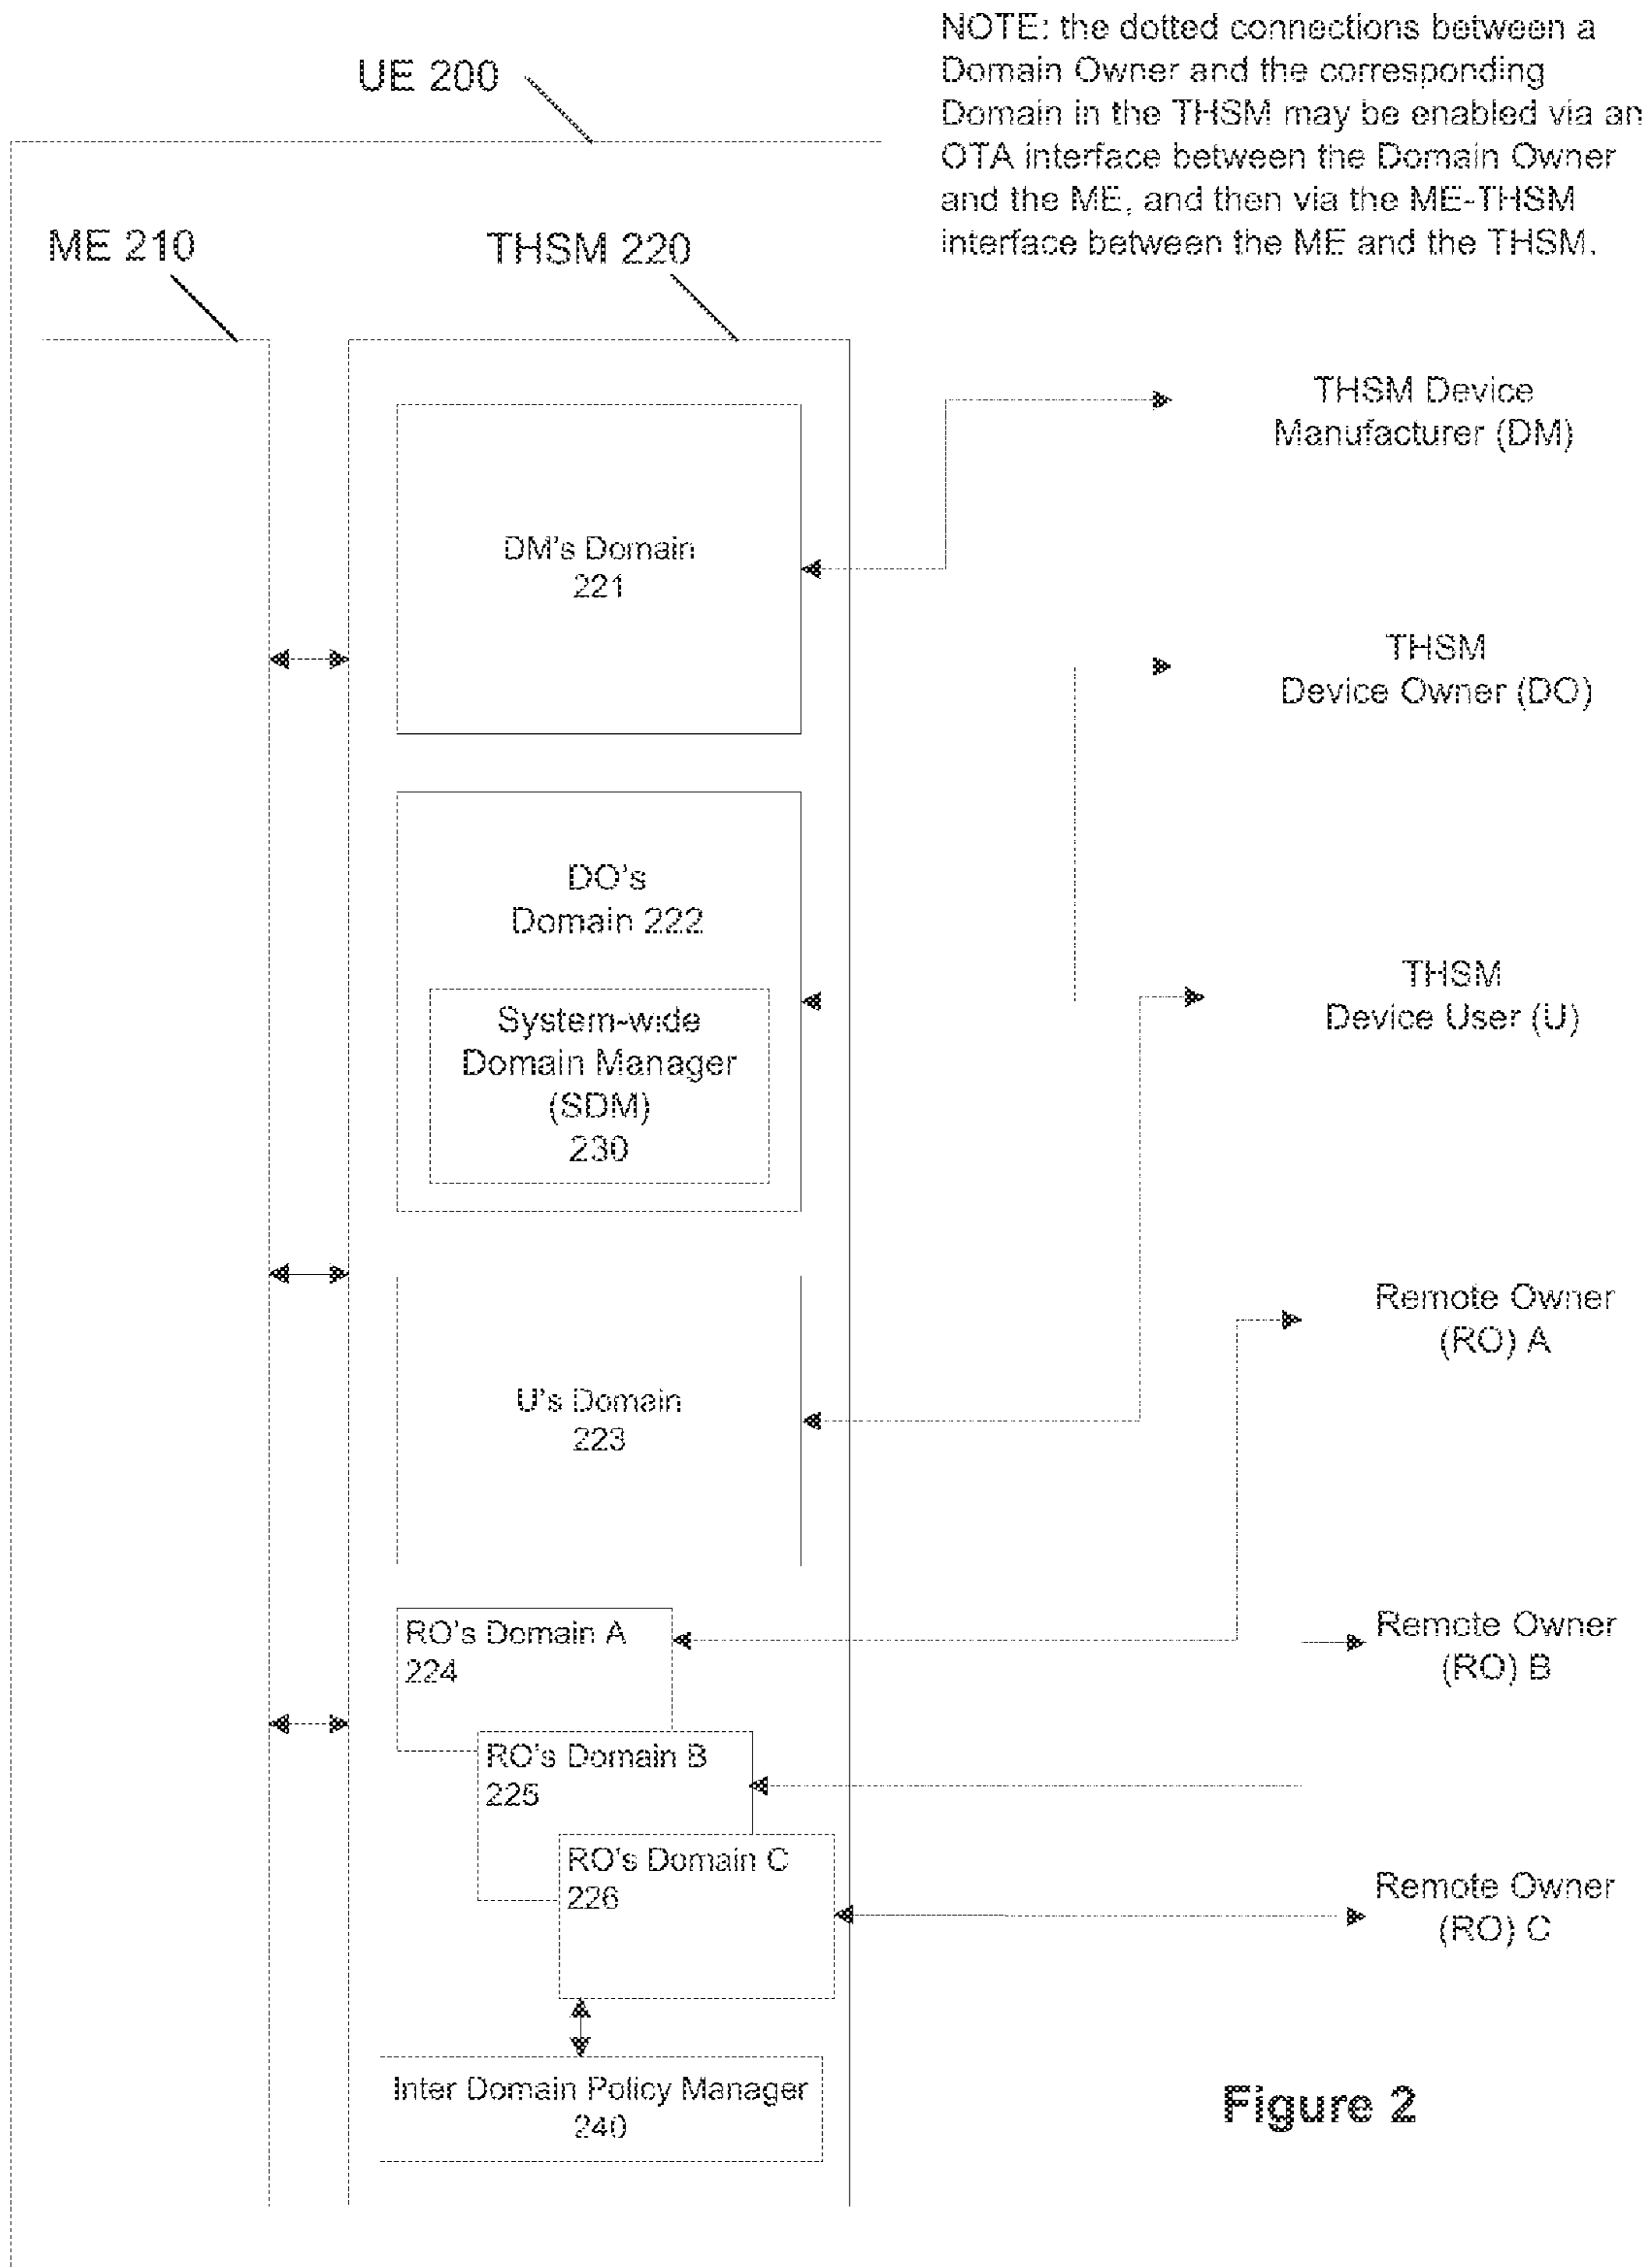 NOTE: the dotted connections between a
Domain Owner and the corresponding
Domain in the THSM may be enabled via an
OTA interface between the Domain Owner
and the ME, and then via the ME-THSM
interface between the ME and the THSM.
UE 200
ME 210
THSM 220
THSM Device
Manufacturer (DM)
DM's Domain
221
THSM
Device Owner (DO)
DO's
Domain 222
System-wide
Domain Manager
(SDM)
230
THSM
Device User (U)
Remote Owner
(RO) A
U's Domain
223
RO's Domain A
224
Remote Owner
(RO) B
RO's Domain B
225
RO's Domain C
226
Remote Owner
(RO) C
Inter Domain Policy Manager
240
Figure 2